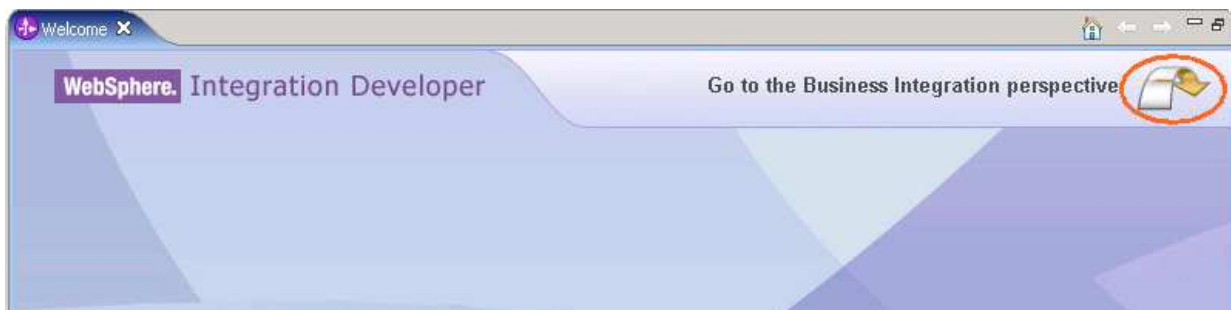 Welcome
WebSphere. Integration Developer
Go to the Business Integration perspective